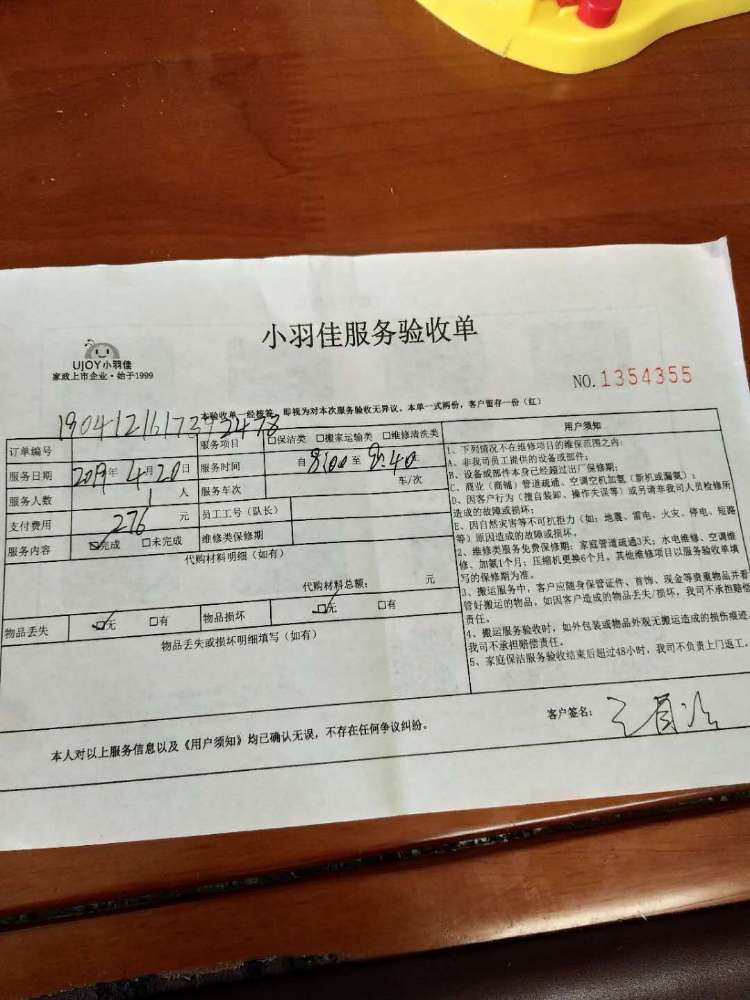 小羽佳服务验收单
UJOY小羽佳
家政上市企业·始于1999
NO.1354355
本验收单一经签, 即视为对本次服务验收无异议。本单一式两份, 客户暂存一份（红）
订单编号 服务项目 □保洁类 □搬家运输类 □维修清洗类
服务日期 2019年4月20日 服务时间 自 8:00 至
服务人数 1 人 服务车次 车/次
支付费用 276 元 员工工号（队长）
服务内容 ☑完成 □未完成 维修类保修期
代购材料明细（如有）
代购材料总额: 元
物品丢失 ☑无 □有 物品损坏 ☑无 □有
物品丢失或损坏明细填写（如有）
用户须知
1、下列情况不在维修项目的维保范围之内:
A、非我司员工提供的设备或部件;
B、设备或部件本身已经超过出厂保修期;
C、商业（商铺）管道疏通、空调空机加氨（新机或漏氨）;
D、因客户行为（擅自装卸、操作失误等）或另请非我司人员检修所
造成的故障或损坏;
E、因自然灾害等不可抗拒力（如: 地震、雷电、火灾、停电、短路
等）原因造成的故障或损坏。
2、维修类服务免费保修期: 家庭管道疏通3天; 水电维修、空调维
修、加氨1个月; 压缩机更换6个月。其他维修项目以服务验收单填
写的保修期为准。
3、搬运服务中, 客户应随身保管证件、首饰、现金等贵重物品并看
管好搬运的物品, 如因客户造成的物品丢失/损坏, 我司不承担赔偿
责任。
4、搬运服务验收时, 如外包装或物品外观无搬运造成的损伤痕迹,
我司不承担赔偿责任。
5、家庭保洁服务验收结束后超过48小时, 我司不负责上门返工。
本人对以上服务信息以及《用户须知》均已确认无误, 不存在任何争议纠纷。
客户签名: